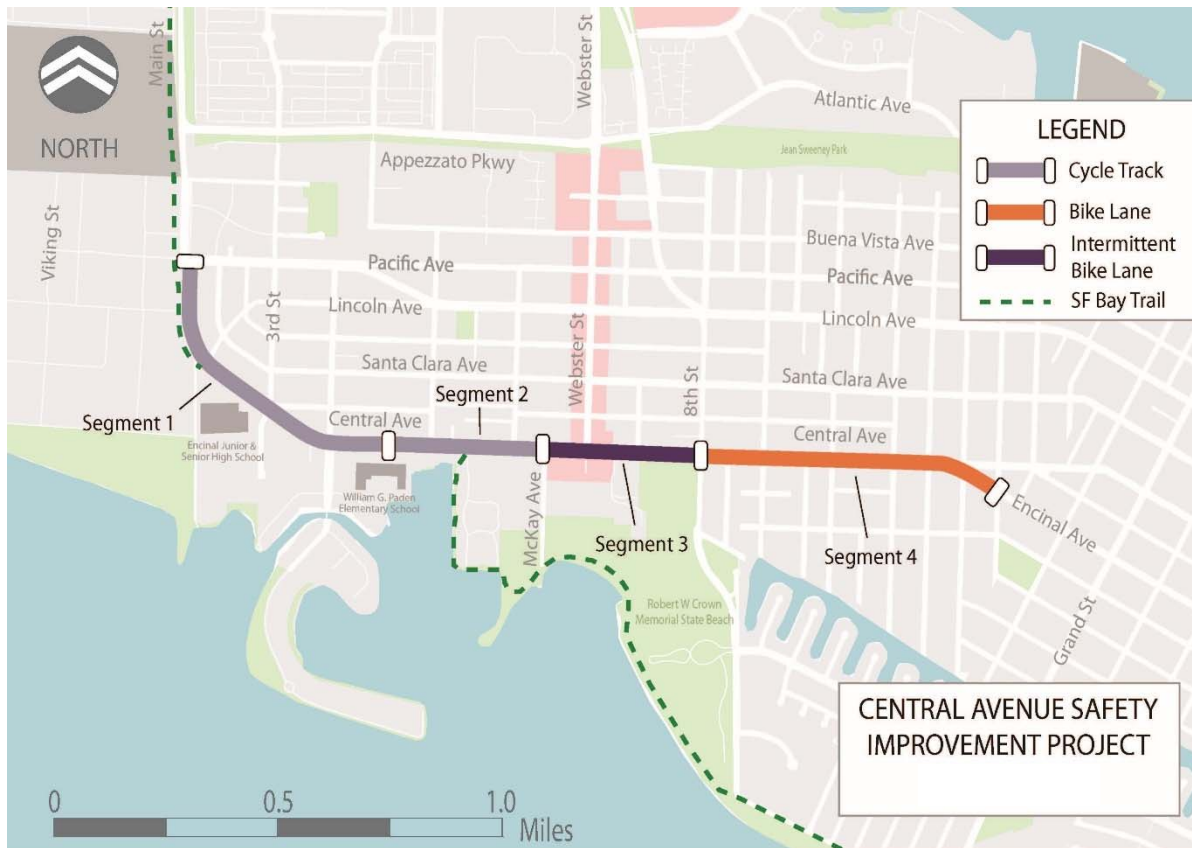 NORTH
Main St
Webster St
Atlantic Ave
Appezzato Pkwy
Jean Sweeney Park
LEGEND
Cycle Track
Bike Lane
Intermittent
Bike Lane
SF Bay Trail
Viking St
Buena Vista Ave
Pacific Ave
Pacific Ave
3rd St
Lincoln Ave
Lincoln Ave
Webster St
Santa Clara Ave
Santa Clara Ave
8th St
Segment 1
Segment 2
Central Ave
Central Ave
Encinal Junior &
Senior High School
William G. Paden
Elementary School
McKay Ave
Segment 3
Segment 4
Encinal Ave
Robert W Crown
Memorial State Beach
Grand St
CENTRAL AVENUE SAFETY
IMPROVEMENT PROJECT
0
0.5
1.0
Miles